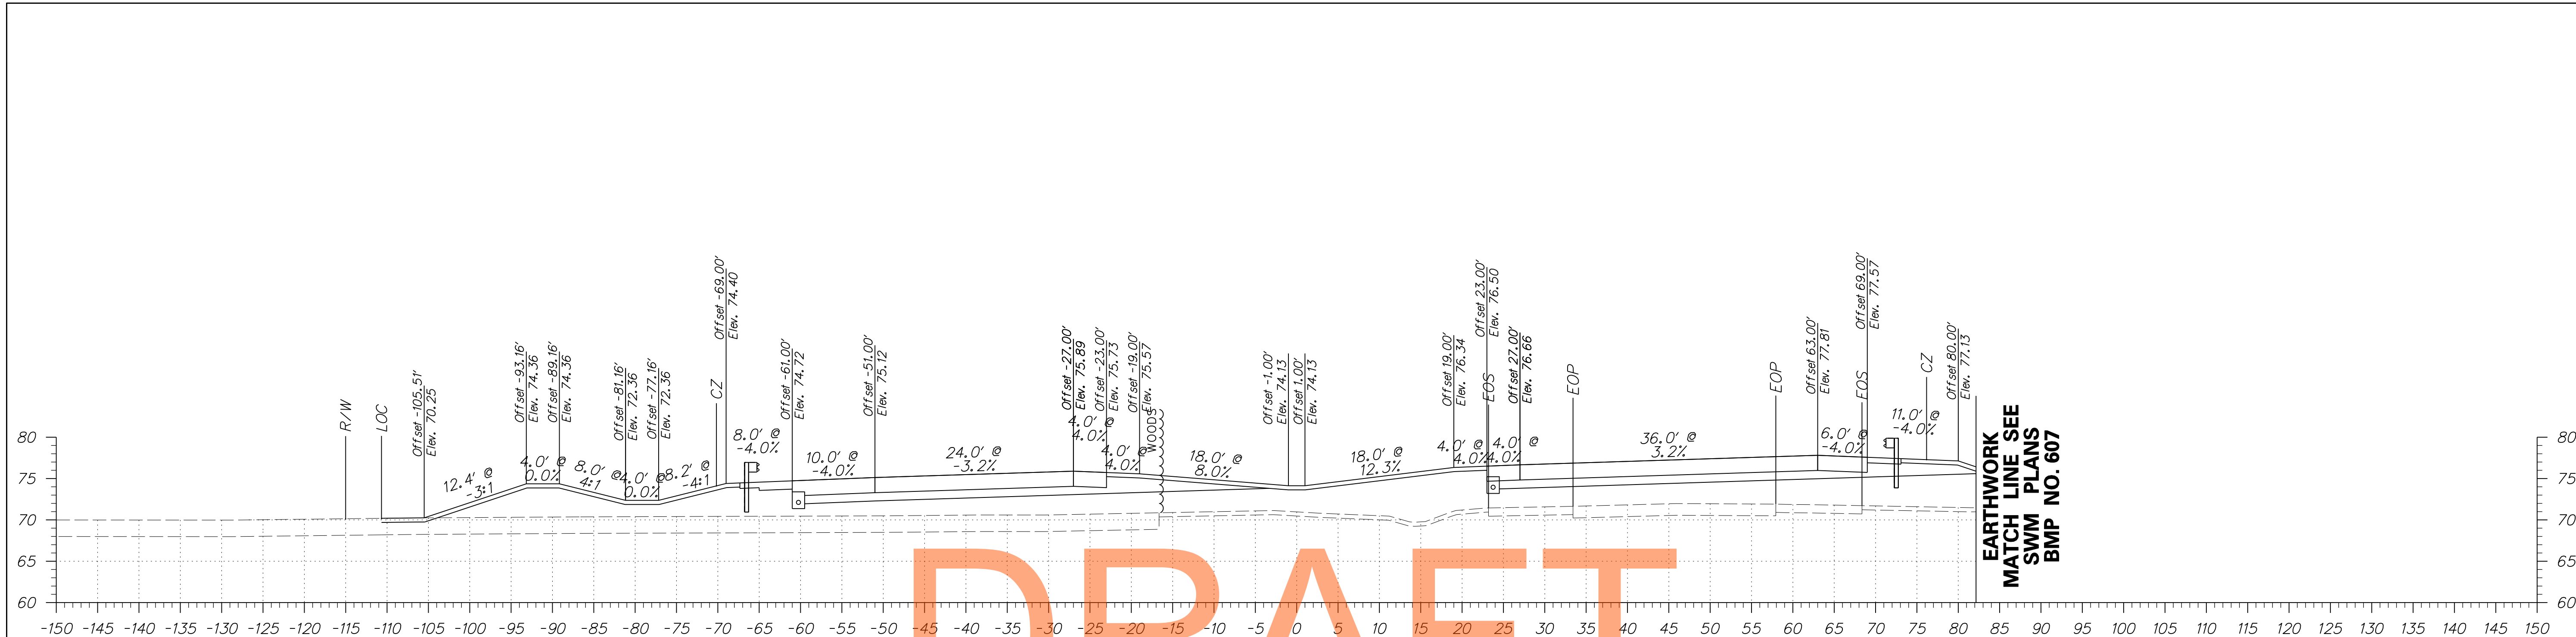 R/W
LOC
Offset -105.51'
Elev. 70.25
12.4' @
-3:1
Offset -93.16'
Elev. 74.36
4.0' @
0.0%
Offset -89.16'
Elev. 74.36
8.0' @
4:1
Offset -81.16'
Elev. 72.36
4.0' @
0.0%
Offset -77.16'
Elev. 72.36
8.2' @
-4:1
CZ
Offset -69.00'
Elev. 74.40
8.0' @
-4.0%
Offset -61.00'
Elev. 74.72
10.0' @
-4.0%
Offset -51.00'
Elev. 75.12
24.0' @
-3.2%
Offset -27.00'
Elev. 75.89
4.0' @
4.0%
Offset -23.00'
Elev. 75.73
4.0' @
4.0%
Offset -19.00'
Elev. 75.57
WOODS
18.0' @
8.0%
Offset -1.00'
Elev. 74.13
Offset 1.00'
Elev. 74.13
18.0' @
12.3%
Offset 19.00'
Elev. 76.34
4.0' @
4.0%
Offset 23.00'
Elev. 76.50
EOS
4.0' @
4.0%
Offset 27.00'
Elev. 76.66
EOP
36.0' @
3.2%
EOP
Offset 63.00'
Elev. 77.81
6.0' @
-4.0%
EOS
Offset 69.00'
Elev. 77.57
11.0' @
-4.0%
CZ
Offset 80.00'
Elev. 77.13
EARTHWORK
MATCH LINE SEE
SWM PLANS
BMP NO. 607
80
75
70
65
60
80
75
70
65
60
DRAFT
-150 -145 -140 -135 -130 -125 -120 -115 -110 -105 -100 -95 -90 -85 -80 -75 -70 -65 -60 -55 -50 -45 -40 -35 -30 -25 -20 -15 -10 -5 0 5 10 15 20 25 30 35 40 45 50 55 60 65 70 75 80 85 90 95 100 105 110 115 120 125 130 135 140 145 150